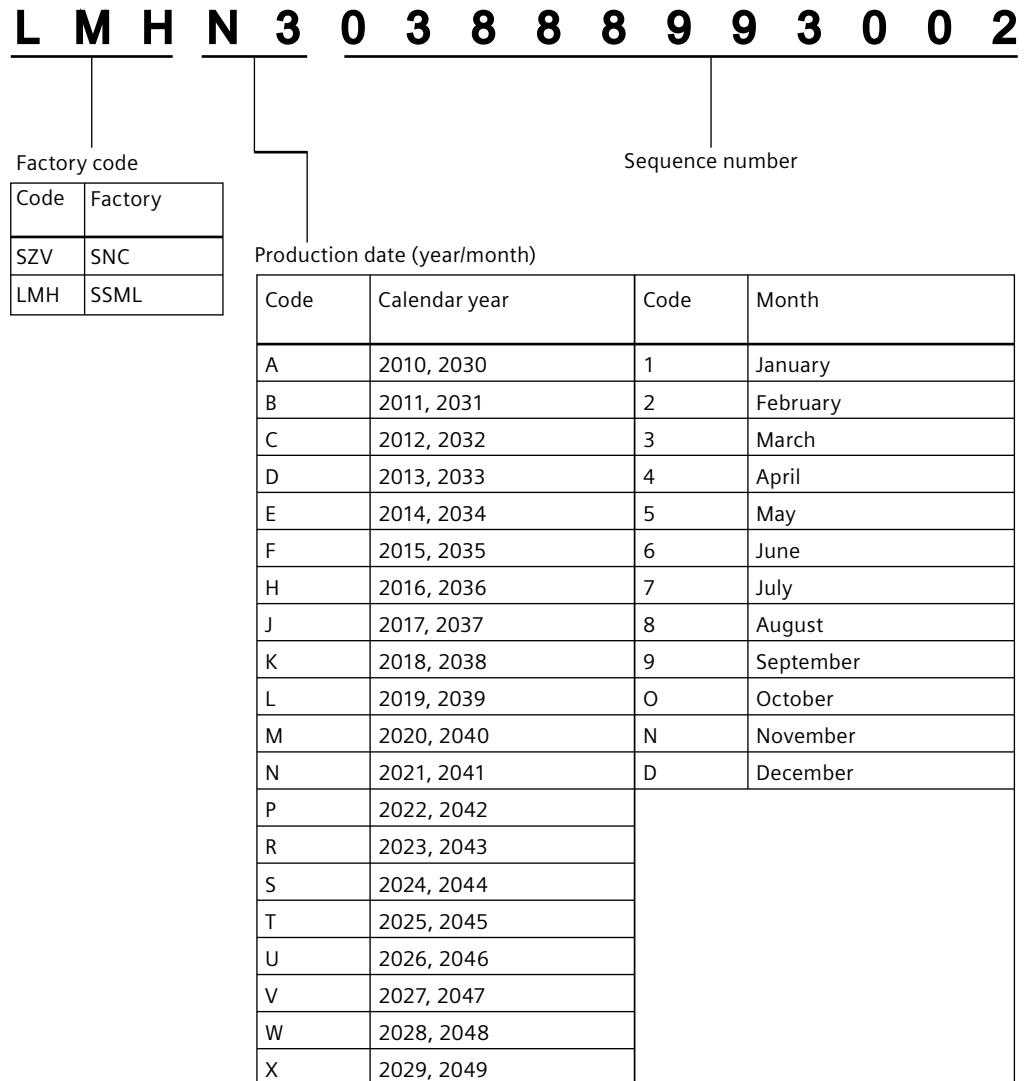 L M H N 3 0 3 8 8 8 9 9 3 0 0 2
Factory code
Code Factory
SZV SNC
LMH SSML
Sequence number
Production date (year/month)
Code Calendar year Code Month
A 2010, 2030 1 January
B 2011, 2031 2 February
C 2012, 2032 3 March
D 2013, 2033 4 April
E 2014, 2034 5 May
F 2015, 2035 6 June
H 2016, 2036 7 July
J 2017, 2037 8 August
K 2018, 2038 9 September
L 2019, 2039 O October
M 2020, 2040 N November
N 2021, 2041 D December
P 2022, 2042
R 2023, 2043
S 2024, 2044
T 2025, 2045
U 2026, 2046
V 2027, 2047
W 2028, 2048
X 2029, 2049